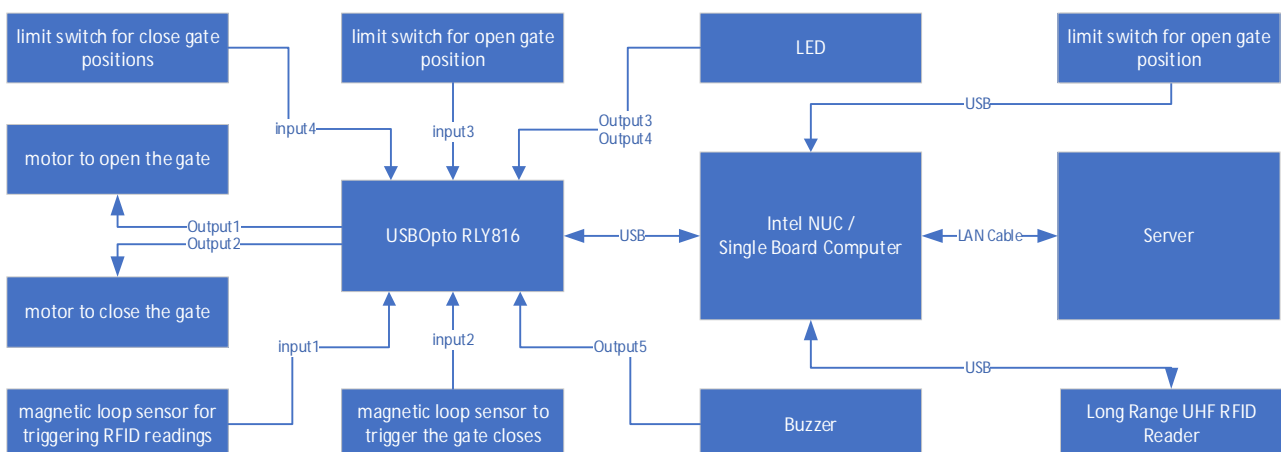 limit switch for close gate
positions
limit switch for open gate
position
LED
limit switch for open gate
position
USB
input4
input3
Output3
Output4
motor to open the gate
Output1
Output2
USBOpto RLY816
USB
Intel NUC /
Single Board Computer
LAN Cable
Server
motor to close the gate
input1
input2
Output5
USB
magnetic loop sensor for
triggering RFID readings
magnetic loop sensor to
trigger the gate closes
Buzzer
Long Range UHF RFID
Reader